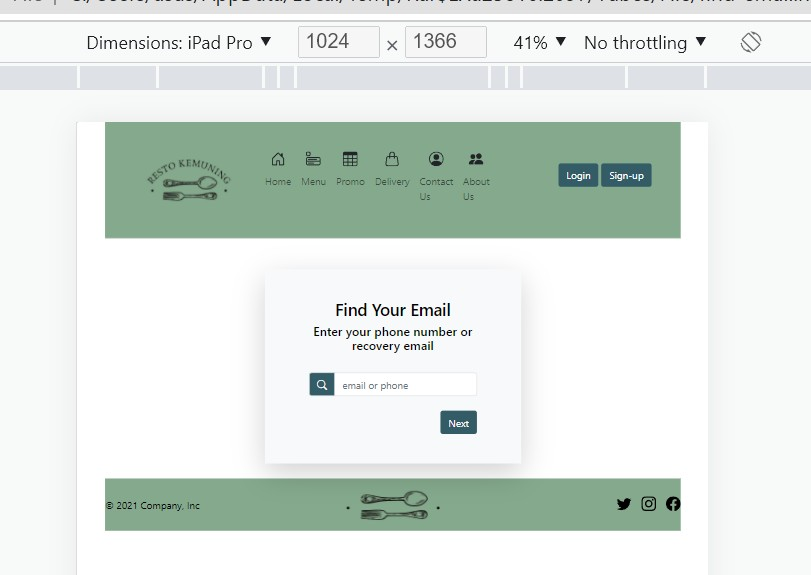 Dimensions: iPad Pro ▼ 1024 × 1366 41% ▼ No throttling ▼
RESTO KEMUNING
Home Menu Promo Delivery Contact Us About Us
Login Sign-up
Find Your Email
Enter your phone number or
recovery email
email or phone
Next
© 2021 Company, Inc